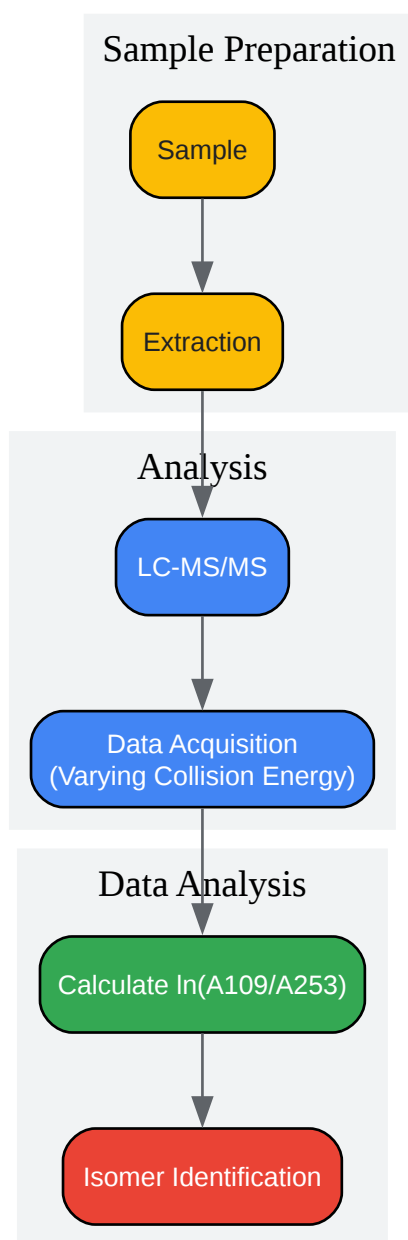 Sample Preparation
Sample
Extraction
Analysis
LC-MS/MS
Data Acquisition
(Varying Collision Energy)
Data Analysis
Calculate ln(A109/A253)
Isomer Identification